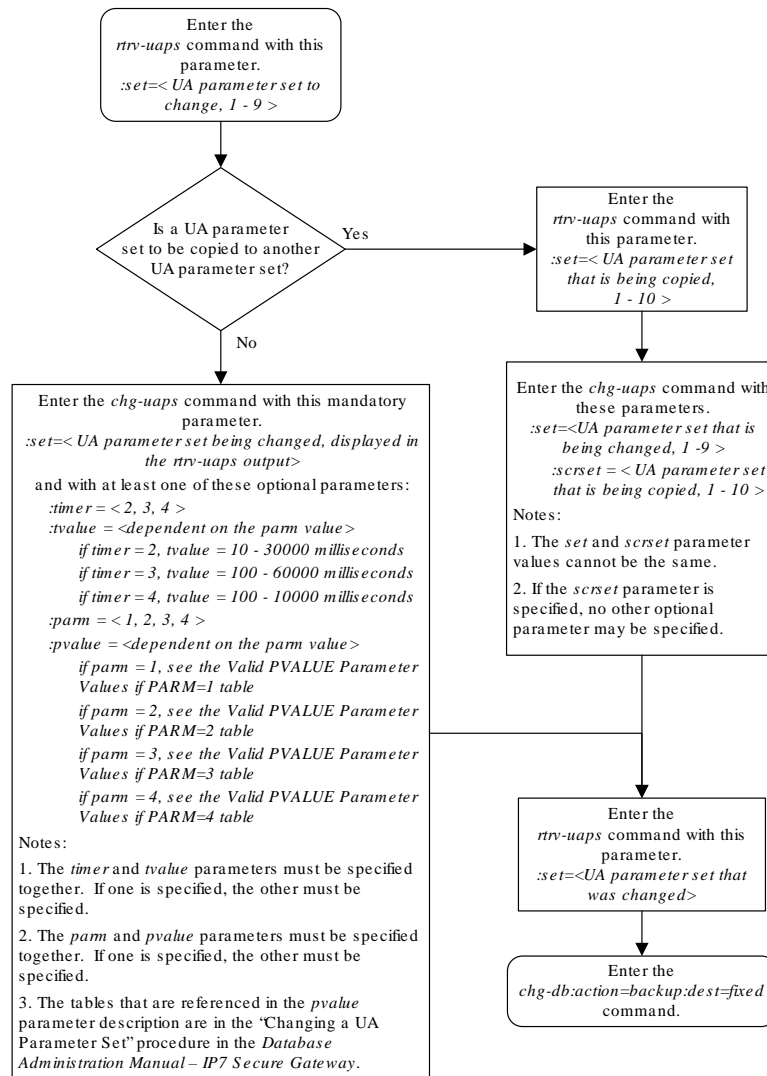 Enter the
rtrv-uaps command with this
parameter.
:set=< UA parameter set to
change, 1 - 9 >
Is a UA parameter
set to be copied to another
UA parameter set?
Yes
Enter the
rtrv-uaps command with
this parameter.
:set=< UA parameter set
that is being copied,
1 - 10 >
No
Enter the chg-uaps command with
these parameters.
:set=<UA parameter set that is
being changed, 1 -9 >
:scrset = < UA parameter set
that is being copied, 1 - 10 >
Notes:
1. The set and scrset parameter
values cannot be the same.
2. If the scrset parameter is
specified, no other optional
parameter may be specified.
Enter the chg-uaps command with this mandatory
parameter.
:set=< UA parameter set being changed, displayed in
the rtrv-uaps output>
and with at least one of these optional parameters:
:timer = < 2, 3, 4 >
:tvalue = <dependent on the parm value>
if timer = 2, tvalue = 10 - 30000 milliseconds
if timer = 3, tvalue = 100 - 60000 milliseconds
if timer = 4, tvalue = 100 - 10000 milliseconds
:parm = < 1, 2, 3, 4 >
:pvalue = <dependent on the parm value>
if parm = 1, see the Valid PVALUE Parameter
Values if PARM=1 table
if parm = 2, see the Valid PVALUE Parameter
Values if PARM=2 table
if parm = 3, see the Valid PVALUE Parameter
Values if PARM=3 table
if parm = 4, see the Valid PVALUE Parameter
Values if PARM=4 table
Notes:
1. The timer and tvalue parameters must be specified
together. If one is specified, the other must be
specified.
2. The parm and pvalue parameters must be specified
together. If one is specified, the other must be
specified.
3. The tables that are referenced in the pvalue
parameter description are in the “Changing a UA
Parameter Set” procedure in the Database
Administration Manual – IP7 Secure Gateway.
Enter the
rtrv-uaps command with this
parameter.
:set=<UA parameter set that
was changed>
Enter the
chg-db:action=backup:dest=fixed
command.